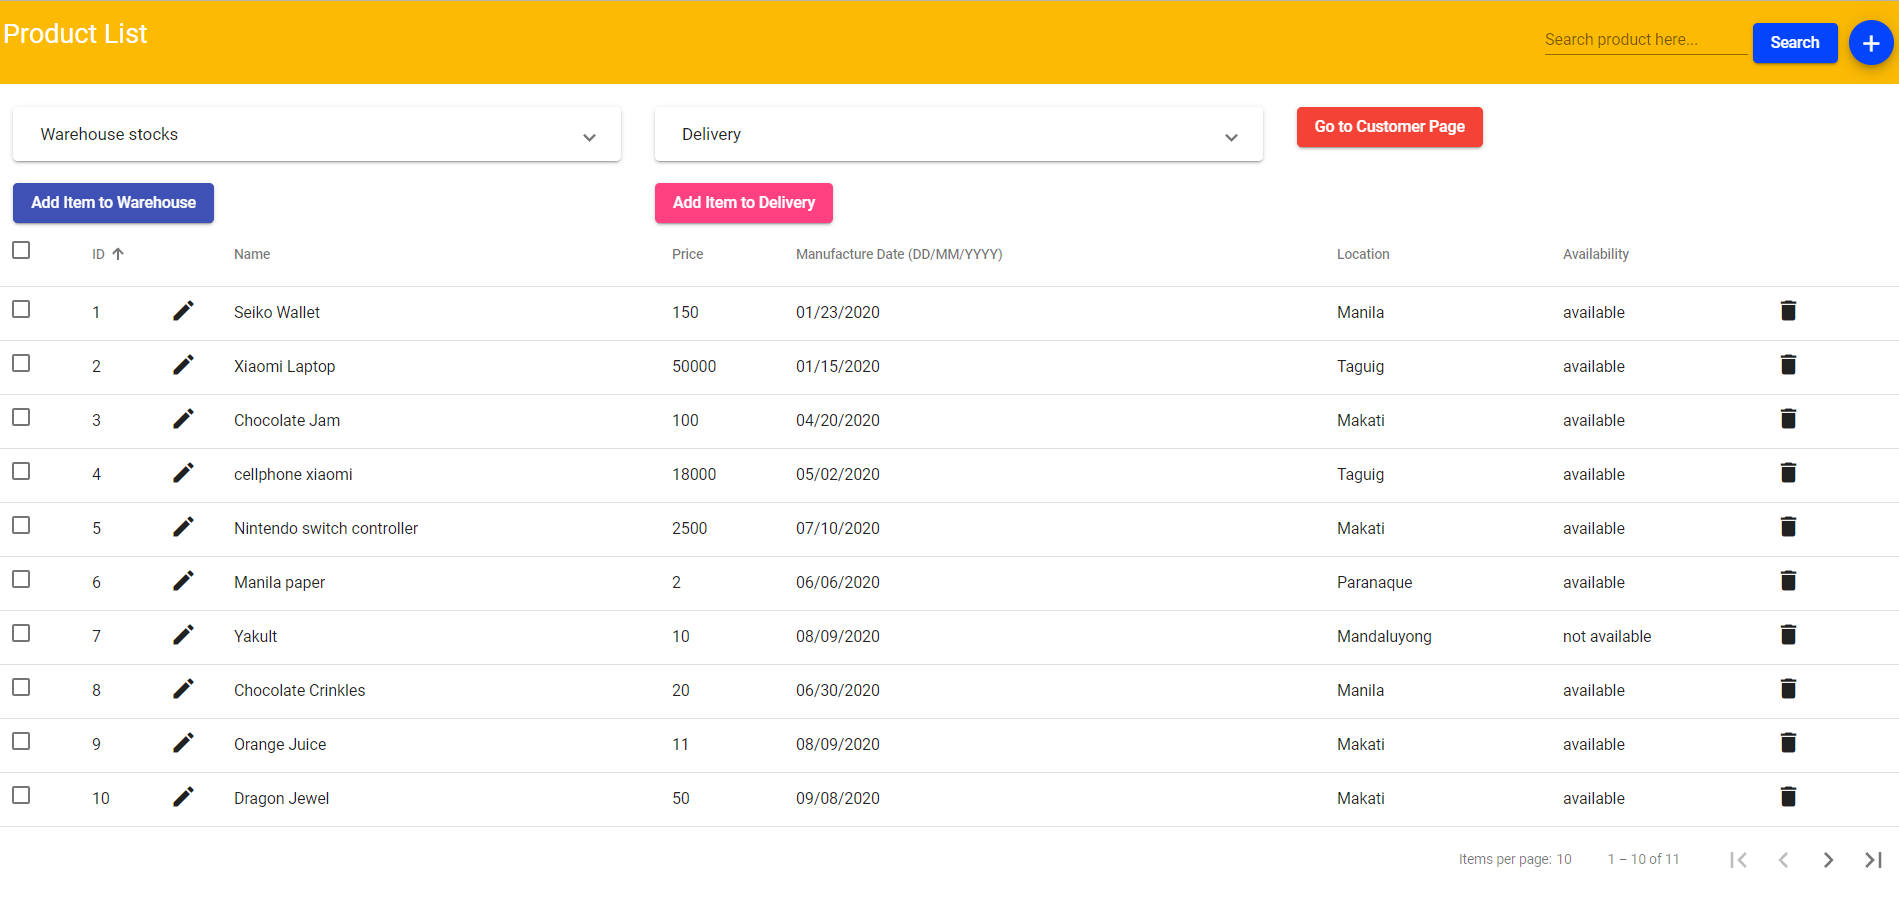 Product List
Search product here...
Search
Warehouse stocks
Delivery
Go to Customer Page
Add Item to Warehouse
Add Item to Delivery
ID Name Price Manufacture Date (DD/MM/YYYY) Location Availability
1 Seiko Wallet 150 01/23/2020 Manila available
2 Xiaomi Laptop 50000 01/15/2020 Taguig available
3 Chocolate Jam 100 04/20/2020 Makati available
4 cellphone xiaomi 18000 05/02/2020 Taguig available
5 Nintendo switch controller 2500 07/10/2020 Makati available
6 Manila paper 2 06/06/2020 Paranaque available
7 Yakult 10 08/09/2020 Mandaluyong not available
8 Chocolate Crinkles 20 06/30/2020 Manila available
9 Orange Juice 11 08/09/2020 Makati available
10 Dragon Jewel 50 09/08/2020 Makati available
Items per page: 10 1 – 10 of 11